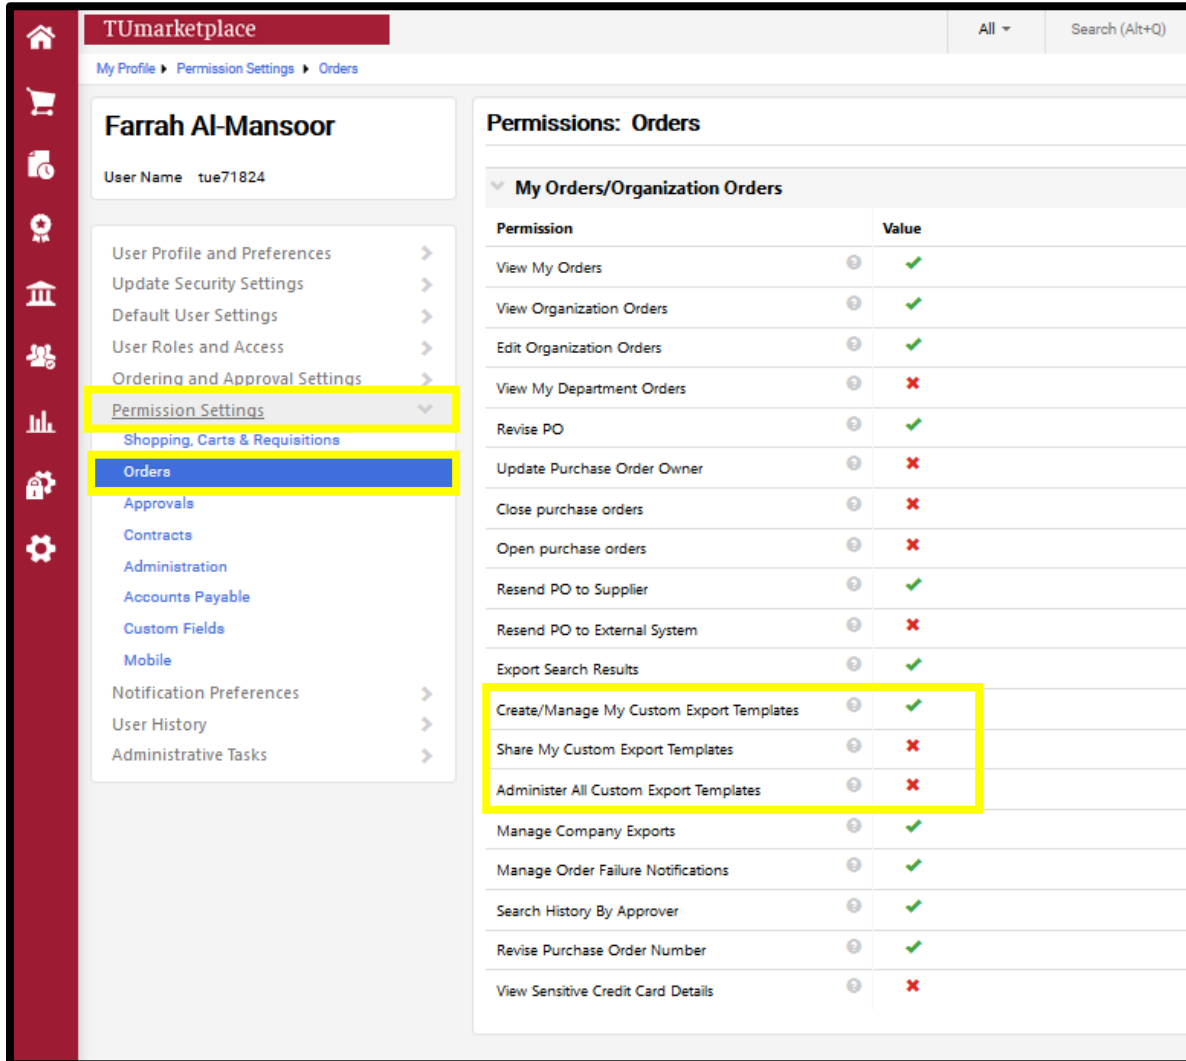 TUmarketplace
All
Search (Alt+Q)
My Profile Permission Settings Orders
Farrah Al-Mansoor
User Name tue71824
User Profile and Preferences
Update Security Settings
Default User Settings
User Roles and Access
Ordering and Approval Settings
Permission Settings
Shopping, Carts & Requisitions
Orders
Approvals
Contracts
Administration
Accounts Payable
Custom Fields
Mobile
Notification Preferences
User History
Administrative Tasks
Permissions: Orders
My Orders/Organization Orders
Permission Value
View My Orders
View Organization Orders
Edit Organization Orders
View My Department Orders
Revise PO
Update Purchase Order Owner
Close purchase orders
Open purchase orders
Resend PO to Supplier
Resend PO to External System
Export Search Results
Create/Manage My Custom Export Templates
Share My Custom Export Templates
Administer All Custom Export Templates
Manage Company Exports
Manage Order Failure Notifications
Search History By Approver
Revise Purchase Order Number
View Sensitive Credit Card Details